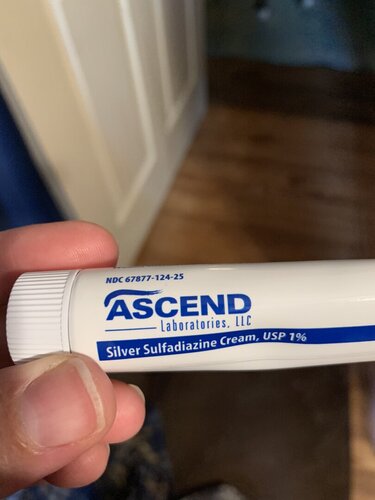 NDC 67877-124-25
ASCEND
Laboratories, LLC
Silver Sulfadiazine Cream, USP 1%